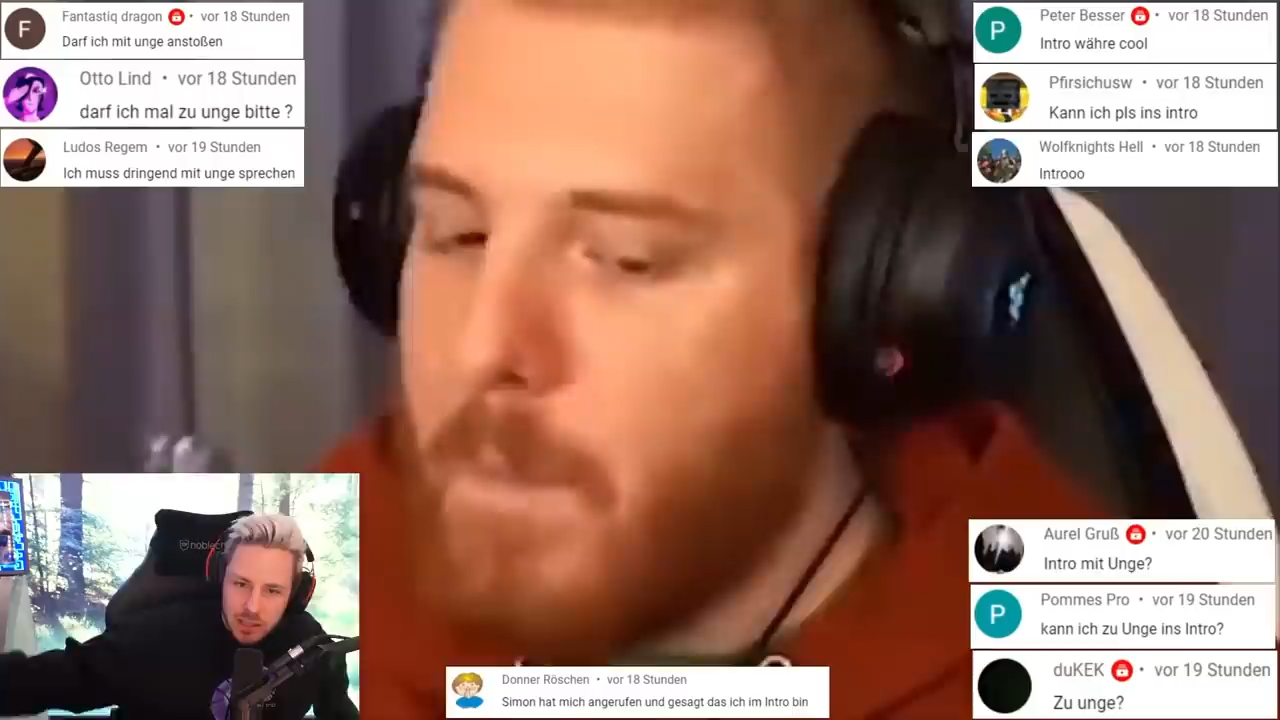 Fantastiq dragon • vor 18 Stunden
Darf ich mit unge anstoßen
Otto Lind • vor 18 Stunden
darf ich mal zu unge bitte ?
Ludos Regem • vor 19 Stunden
Ich muss dringend mit unge sprechen
Peter Besser • vor 18 Stunden
Intro währe cool
Pfirsichusw • vor 18 Stunden
Kann ich pls ins intro
Wolfknights Hell • vor 18 Stunden
Introoo
Aurel Gruß • vor 20 Stunden
Intro mit Unge?
Pommes Pro • vor 19 Stunden
kann ich zu Unge ins Intro?
duKEK • vor 19 Stunden
Zu unge?
Donner Röschen • vor 18 Stunden
Simon hat mich angerufen und gesagt das ich im Intro bin
F
P
P